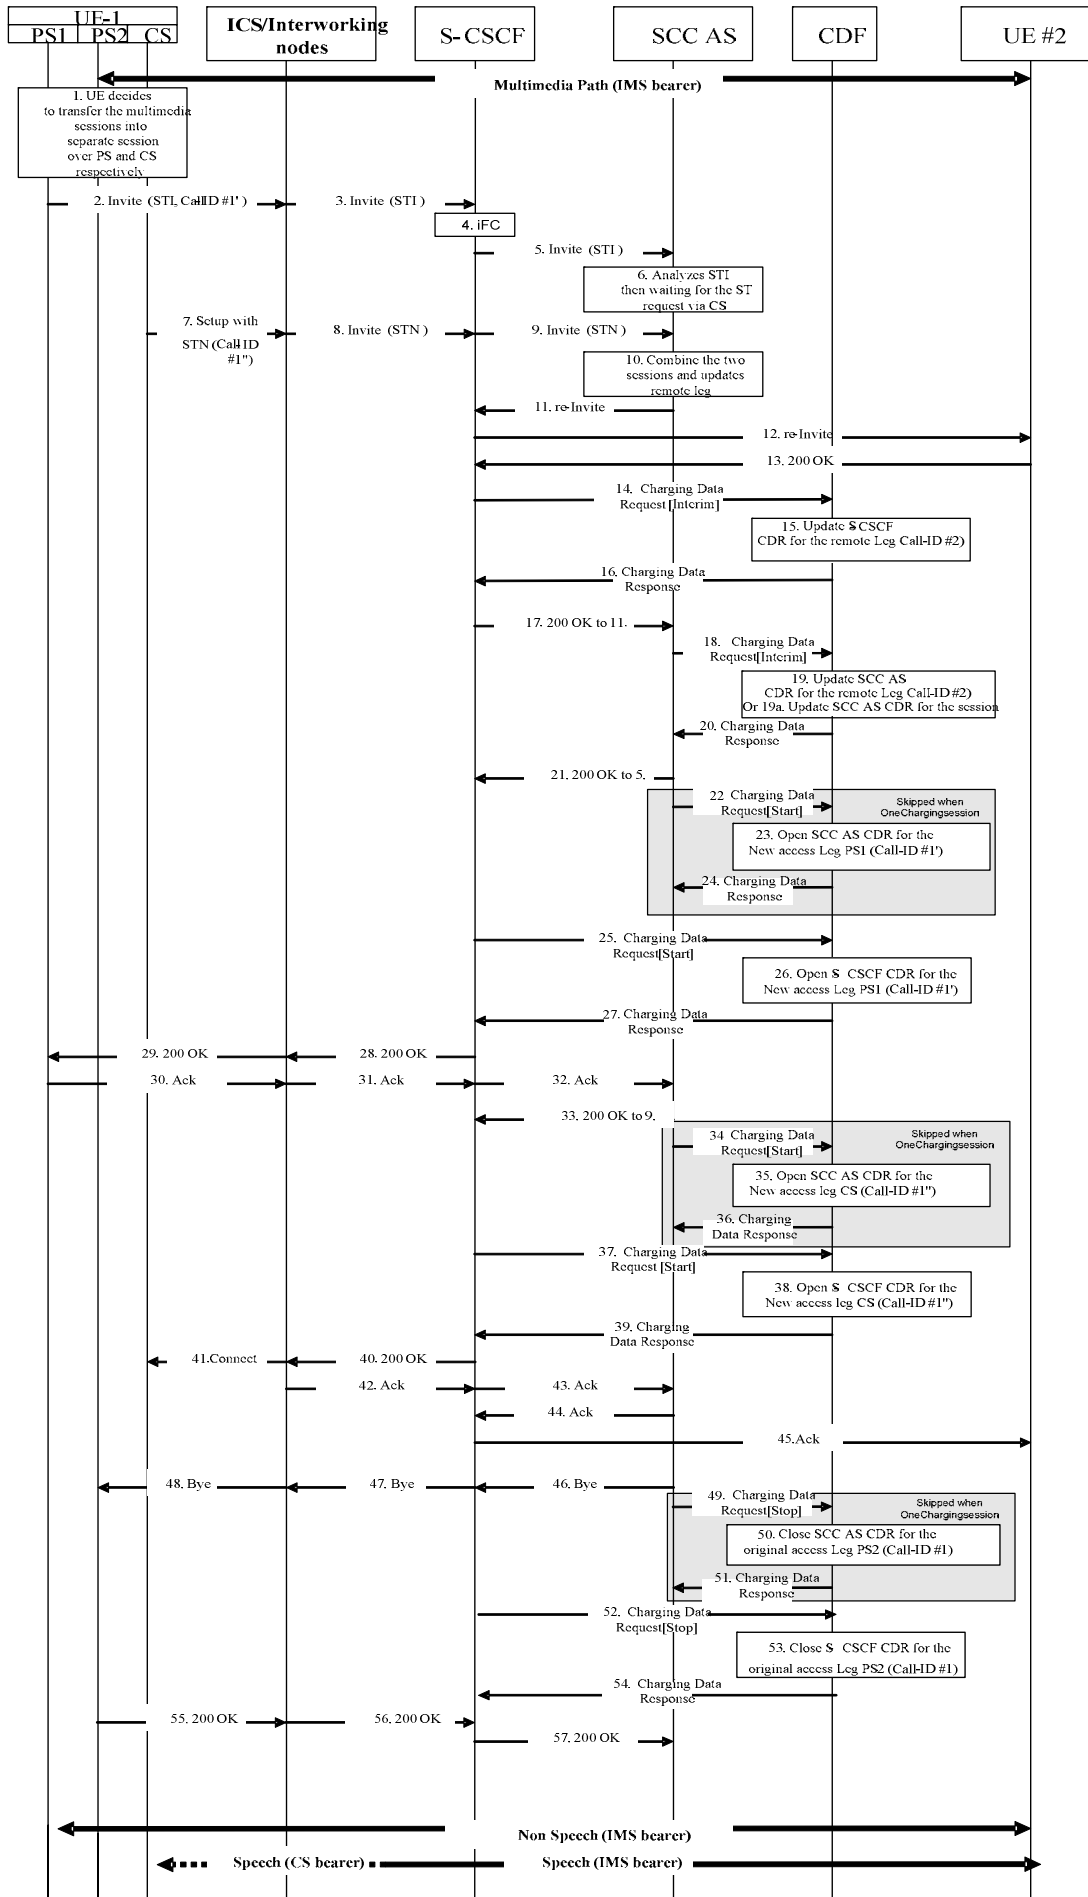 UE-1
PS1 PS2 CS
ICS/Interworking
nodes
S-CSCF
SCC AS
CDF
UE #2
Multimedia Path (IMS bearer)
1. UE decides
to transfer the multimedia
sessions into
separate session
over PS and CS
respectively
2. Invite (STI, Call-ID #1')
3. Invite (STI)
4. iFC
5. Invite (STI)
6. Analyzes STI
then waiting for the ST
request via CS
7. Setup with
STN (Call-ID
#1'')
8. Invite (STN)
9. Invite (STN)
10. Combine the two
sessions and updates
remote leg
11. re-Invite
12. re-Invite
13. 200 OK
14. Charging Data
Request[Interim]
15. Update S-CSCF
CDR for the remote Leg Call-ID #2)
16. Charging Data
Response
17. 200 OK to 11.
18. Charging Data
Request[Interim]
19. Update SCC AS
CDR for the remote Leg Call-ID #2)
Or 19a. Update SCC AS CDR for the session
20. Charging Data
Response
21. 200 OK to 5.
22 Charging Data
Request[Start]
Skipped when
OneChargingsession
23. Open SCC AS CDR for the
New access Leg PS1 (Call-ID #1')
24. Charging Data
Response
25. Charging Data
Request[Start]
26. Open S- CSCF CDR for the
New access Leg PS1 (Call-ID #1')
27. Charging Data
Response
29. 200 OK
28. 200 OK
30. Ack
31. Ack
32. Ack
33. 200 OK to 9.
34 Charging Data
Request[Start]
Skipped when
OneChargingsession
35. Open SCC AS CDR for the
New access leg CS (Call-ID #1'')
36. Charging
Data Response
37. Charging Data
Request [Start]
38. Open S- CSCF CDR for the
New access leg CS (Call-ID #1'')
39. Charging
Data Response
41.Connect
40. 200 OK
42. Ack
43. Ack
44. Ack
45.Ack
48. Bye
47. Bye
46. Bye
49. Charging Data
Request[Stop]
Skipped when
OneChargingsession
50. Close SCC AS CDR for the
original access Leg PS2 (Call-ID #1)
51. Charging Data
Response
52. Charging Data
Request[Stop]
53. Close S- CSCF CDR for the
original access Leg PS2 (Call-ID #1)
54. Charging Data
Response
55. 200 OK
56. 200 OK
57. 200 OK
Non Speech (IMS bearer)
Speech (CS bearer)
Speech (IMS bearer)